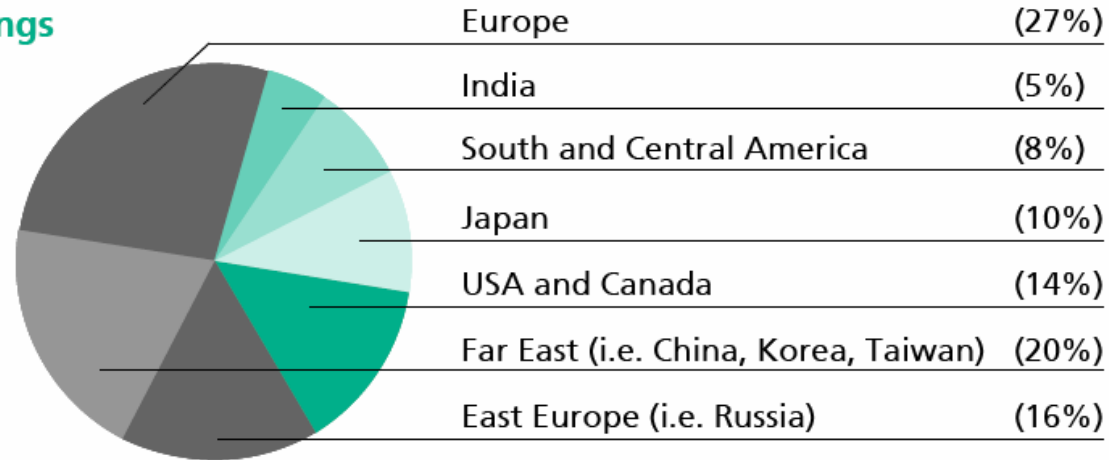 ngs
Europe (27%)
India (5%)
South and Central America (8%)
Japan (10%)
USA and Canada (14%)
Far East (i.e. China, Korea, Taiwan) (20%)
East Europe (i.e. Russia) (16%)